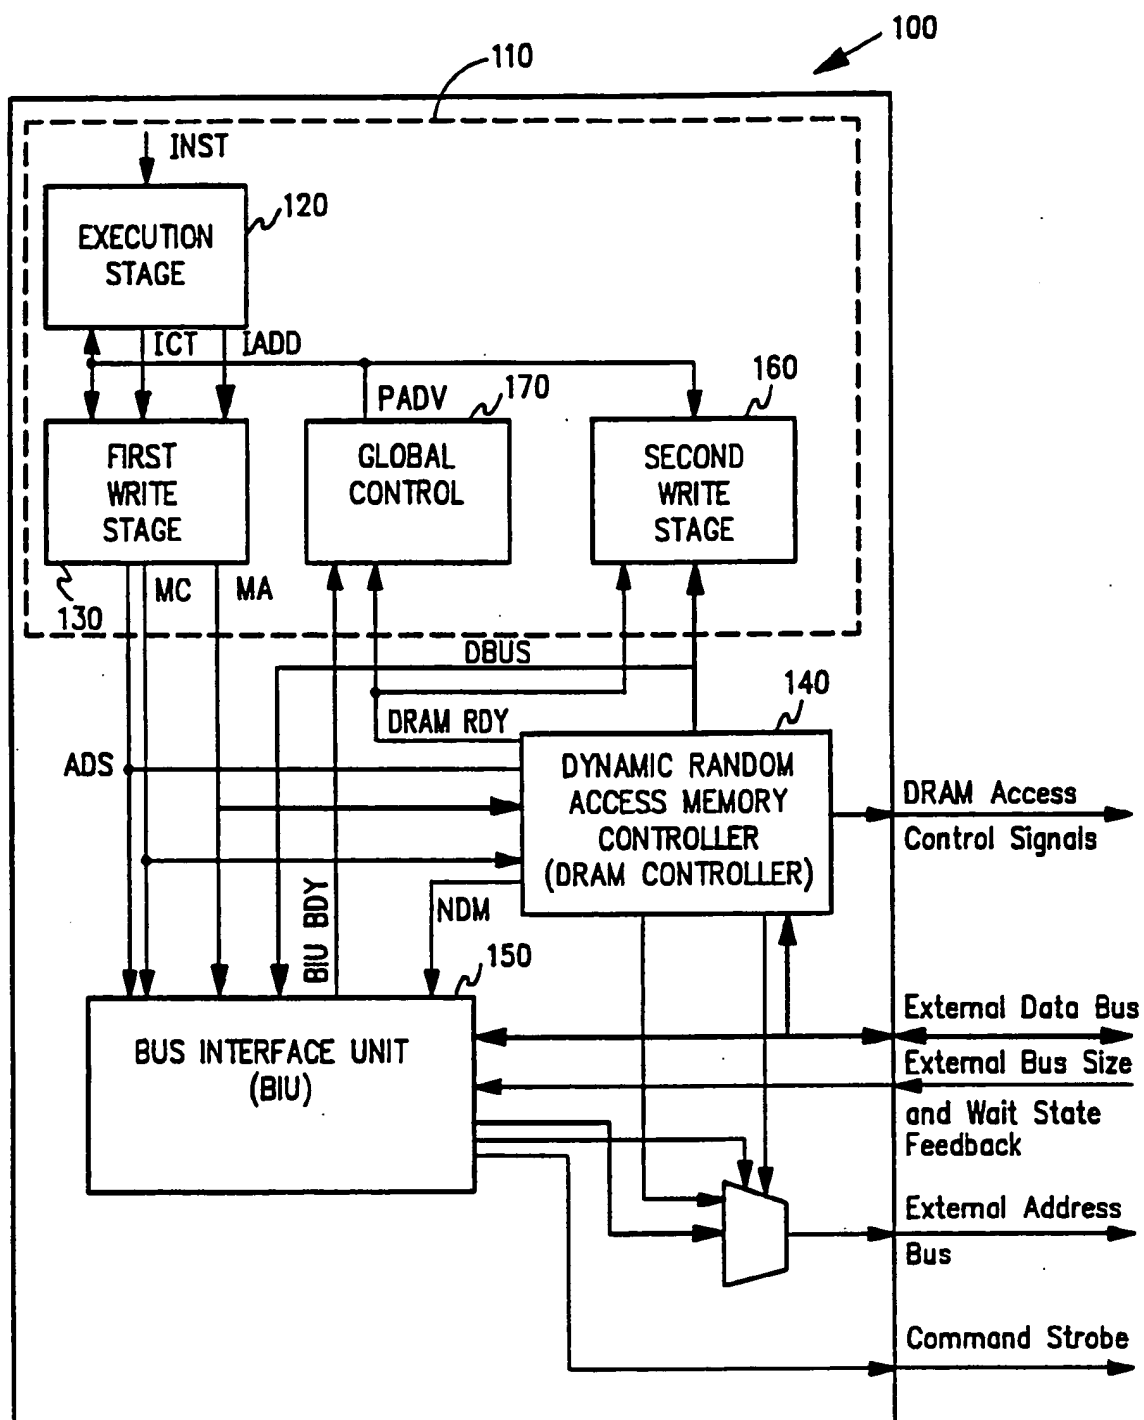 100
110
INST
120
EXECUTION
STAGE
ICT
IADD
160
170
PADV
FIRST
WRITE
STAGE
GLOBAL
CONTROL
SECOND
WRITE
STAGE
MC
MA
130
DBUS
140
DRAM RDY
ADS
DYNAMIC RANDOM
ACCESS MEMORY
CONTROLLER
(DRAM CONTROLLER)
DRAM Access
Control Signals
BIU BDY
NDM
150
BUS INTERFACE UNIT
(BIU)
External Data Bus
External Bus Size
and Wait State
Feedback
External Address
Bus
Command Strobe